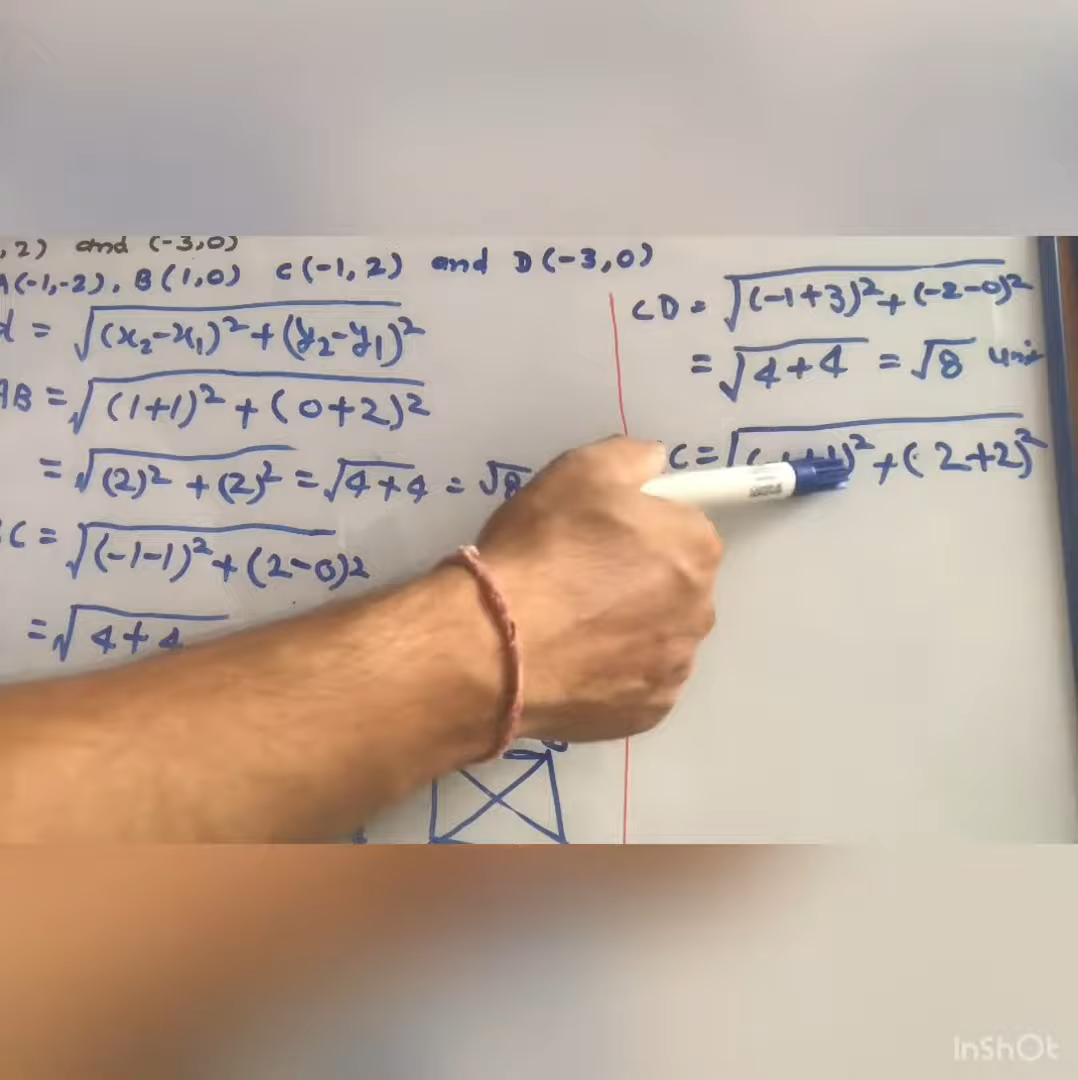 ,2) and (-3,0)
A(-1,-2), B(1,0) C(-1,2) and D(-3,0)
d = √(x₂-x₁)²+(y₂-y₁)²
AB = √(1+1)²+(0+2)²
= √(2)²+(2)² = √4+4 = √8
C = √(-1-1)²+(2-0)2
= √4+4
CD = √(-1+3)²+(-2-0)²
= √4+4 = √8 unit
C = √( +1)²+(2+2)²
InShOt